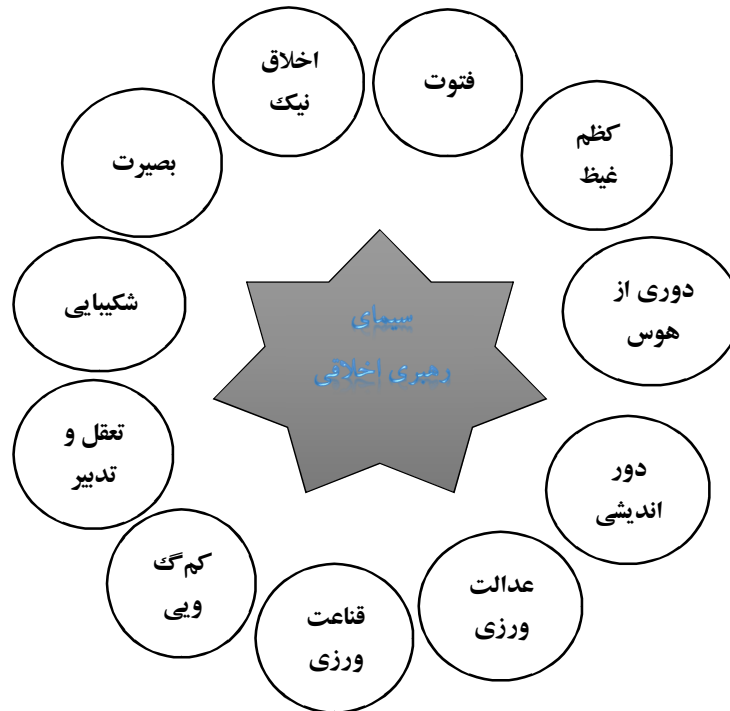 سیمای
رهبری اخلاقی
فتوت
کظم
غیظ
دوری از
هوس
دور
اندیشی
عدالت
ورزی
قناعت
ورزی
کم‌گ
ویی
تعقل و
تدبیر
شکیبایی
بصیرت
اخلاق
نیک